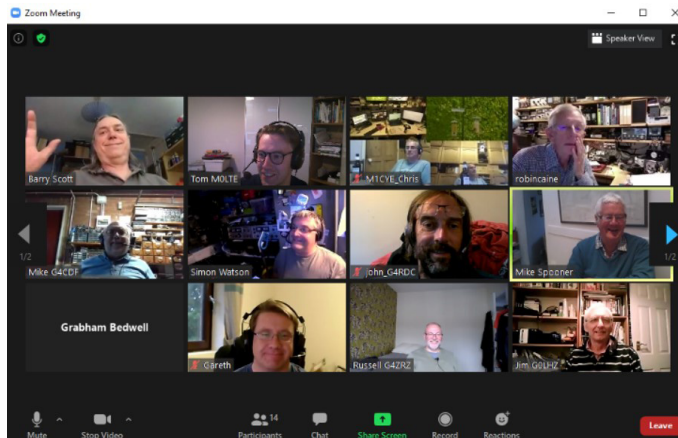 Zoom Meeting
Speaker View
Barry Scott
Tom M0LTE
M1CYE_Chris
robincaine
Mike G4CDF
Simon Watson
John_G4RDC
Mike Spooner
1/2
1/2
Grabham Bedwell
Gareth
Russell G4ZRZ
Jim G0LHZ
14
Mute
Stop Video
Participants
Chat
Share Screen
Record
Reactions
Leave